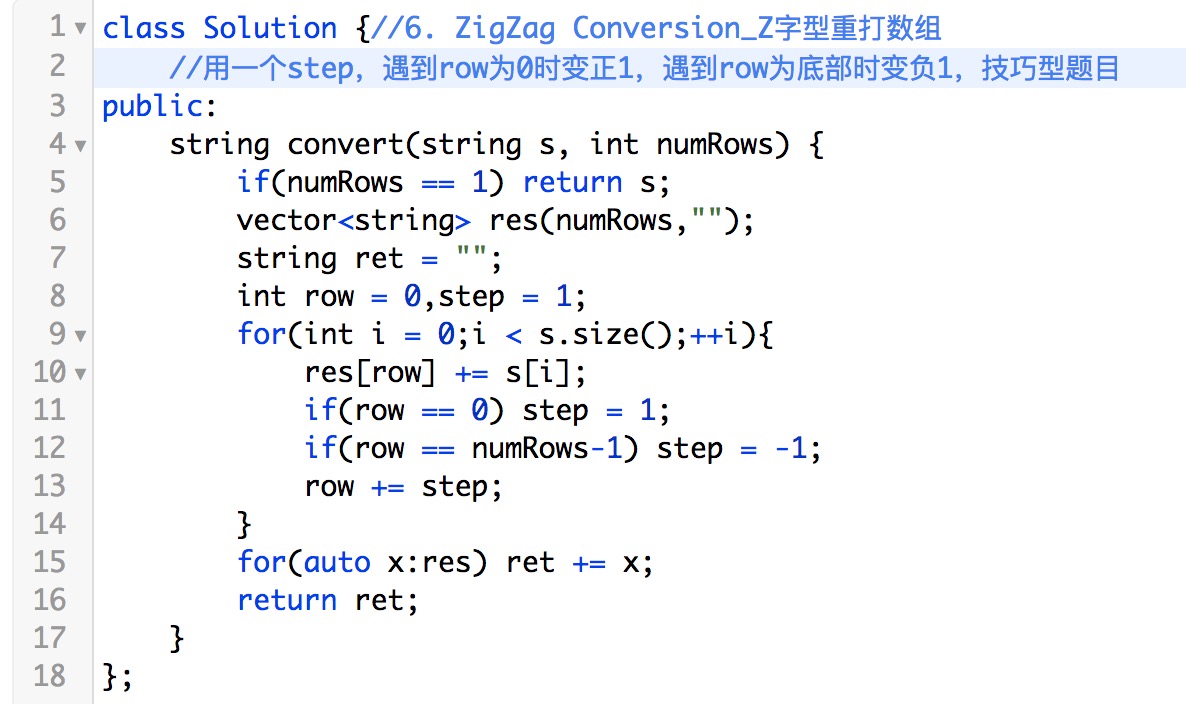 1 class Solution {//6. ZigZag Conversion_Z字型重打数组
2     //用一个step，遇到row为0时变正1，遇到row为底部时变负1，技巧型题目
3 public:
4     string convert(string s, int numRows) {
5         if(numRows == 1) return s;
6         vector<string> res(numRows,"");
7         string ret = "";
8         int row = 0,step = 1;
9         for(int i = 0;i < s.size();++i){
10             res[row] += s[i];
11             if(row == 0) step = 1;
12             if(row == numRows-1) step = -1;
13             row += step;
14         }
15         for(auto x:res) ret += x;
16         return ret;
17     }
18 };